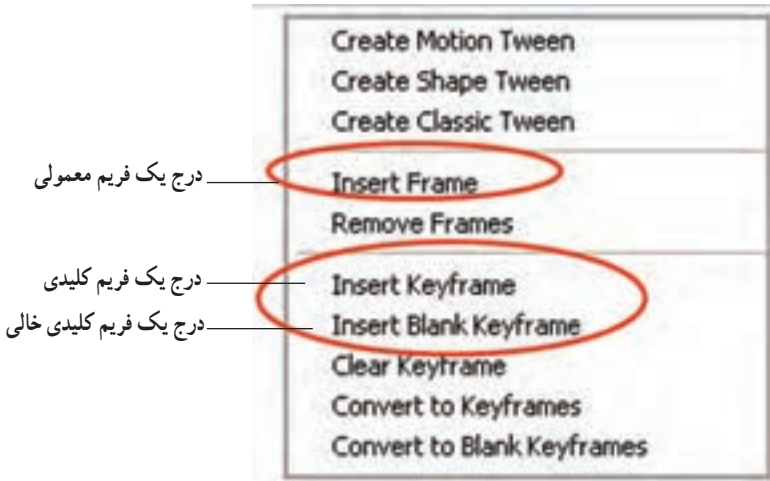 Create Motion Tween
Create Shape Tween
Create Classic Tween
درج یک فریم معمولی
Insert Frame
Remove Frames
درج یک فریم کلیدی
Insert Keyframe
درج یک فریم کلیدی خالی
Insert Blank Keyframe
Clear Keyframe
Convert to Keyframes
Convert to Blank Keyframes